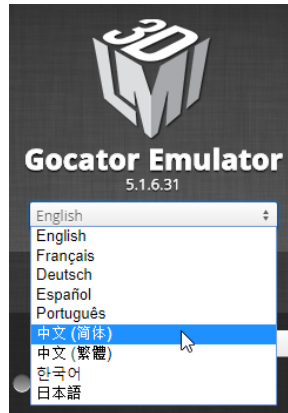 3D
LMI
Gocator Emulator
5.1.6.31
English
English
Français
Deutsch
Español
Português
中文 (简体)
中文 (繁體)
한국어
日本語